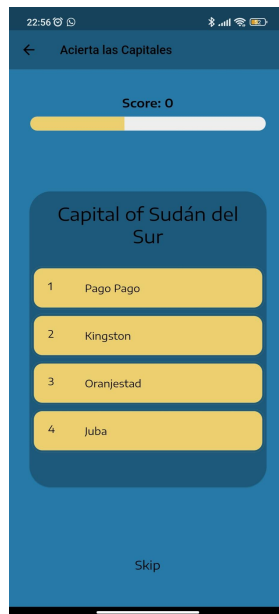 22:56
Acierta las Capitales
Score: 0
Capital of Sudán del
Sur
1 Pago Pago
2 Kingston
3 Oranjestad
4 Juba
Skip